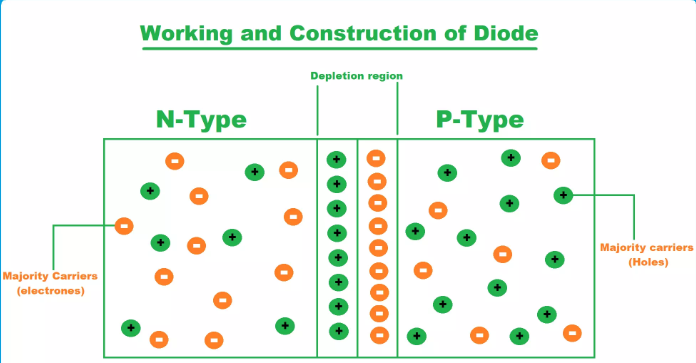 Working and Construction of Diode
Depletion region
N-Type
P-Type
Majority Carriers
(electrones)
Majority carriers
(Holes)